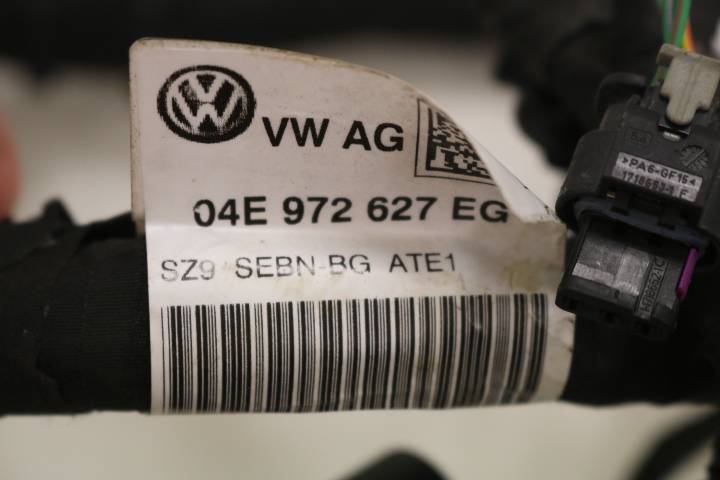 VW AG
04E 972 627 EG
SZ9 SEBN-BG ATE1
>PA6-GF15<